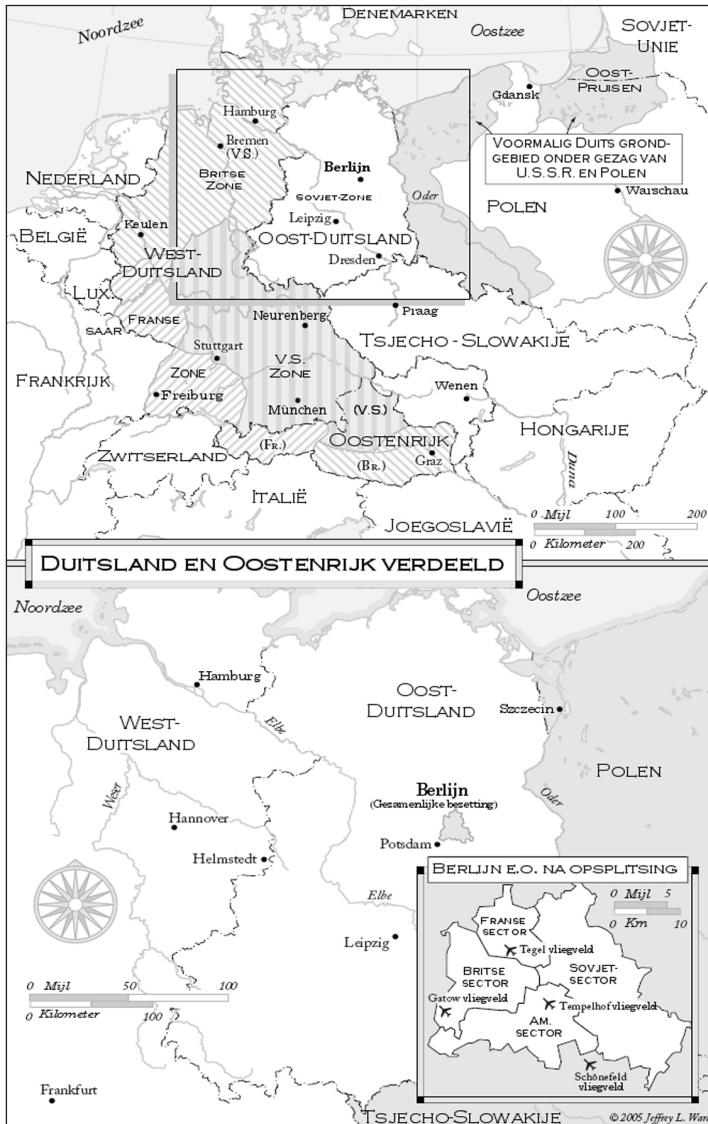 DENEMARKEN
Noordzee
Oostzee
SOVJET-
UNIE
OOST-
PRUISEN
Gdansk
Hamburg
Bremen
(V.S.)
BRITSE
ZONE
Berlijn
SOVJET-ZONE
VOORMALIG DUITS GROND-
GEBIED ONDER GEZAG VAN
U.S.S.R. EN POLEN
NEDERLAND
Oder
POLEN
Warschau
BELGIË
Keulen
Leipzig
OOST-DUITSLAND
WEST-
DUITSLAND
Dresden
LUX.
FRANSE
Neurenberg
Praag
SAAR
TSJECHO-SLOWAKIJE
Stuttgart
V.S.
ZONE
ZONE
FRANKRIJK
Freiburg
Wenen
München
(V.S.)
HONGARIJE
OOSTENRIJK
(FR.)
ZWITSERLAND
(BR.)
Graz
Duna
ITALIË
JOEGOSLAVIË
0 Mijl 100 200
0 Kilometer 200
DUITSLAND EN OOSTENRIJK VERDEELD
Noordzee
Oostzee
Hamburg
OOST-
DUITSLAND
Szczecin
WEST-
DUITSLAND
Elbe
POLEN
Weser
Berlijn
(Gezamenlijke bezetting)
Oder
Hannover
Potsdam
Helmstedt
Elbe
Leipzig
BERLIJN E.O. NA OPSPLITSING
0 Mijl 5
0 Km 10
FRANSE
SECTOR
Tegel vliegveld
BRITSE
SECTOR
SOVJET-
SECTOR
Gatow vliegveld
Tempelhof vliegveld
AM.
SECTOR
Schönefeld
vliegveld
0 Mijl 50 100
0 Kilometer 100
Frankfurt
TSJECHO-SLOWAKIJE
© 2005 Jeffrey L. Ward